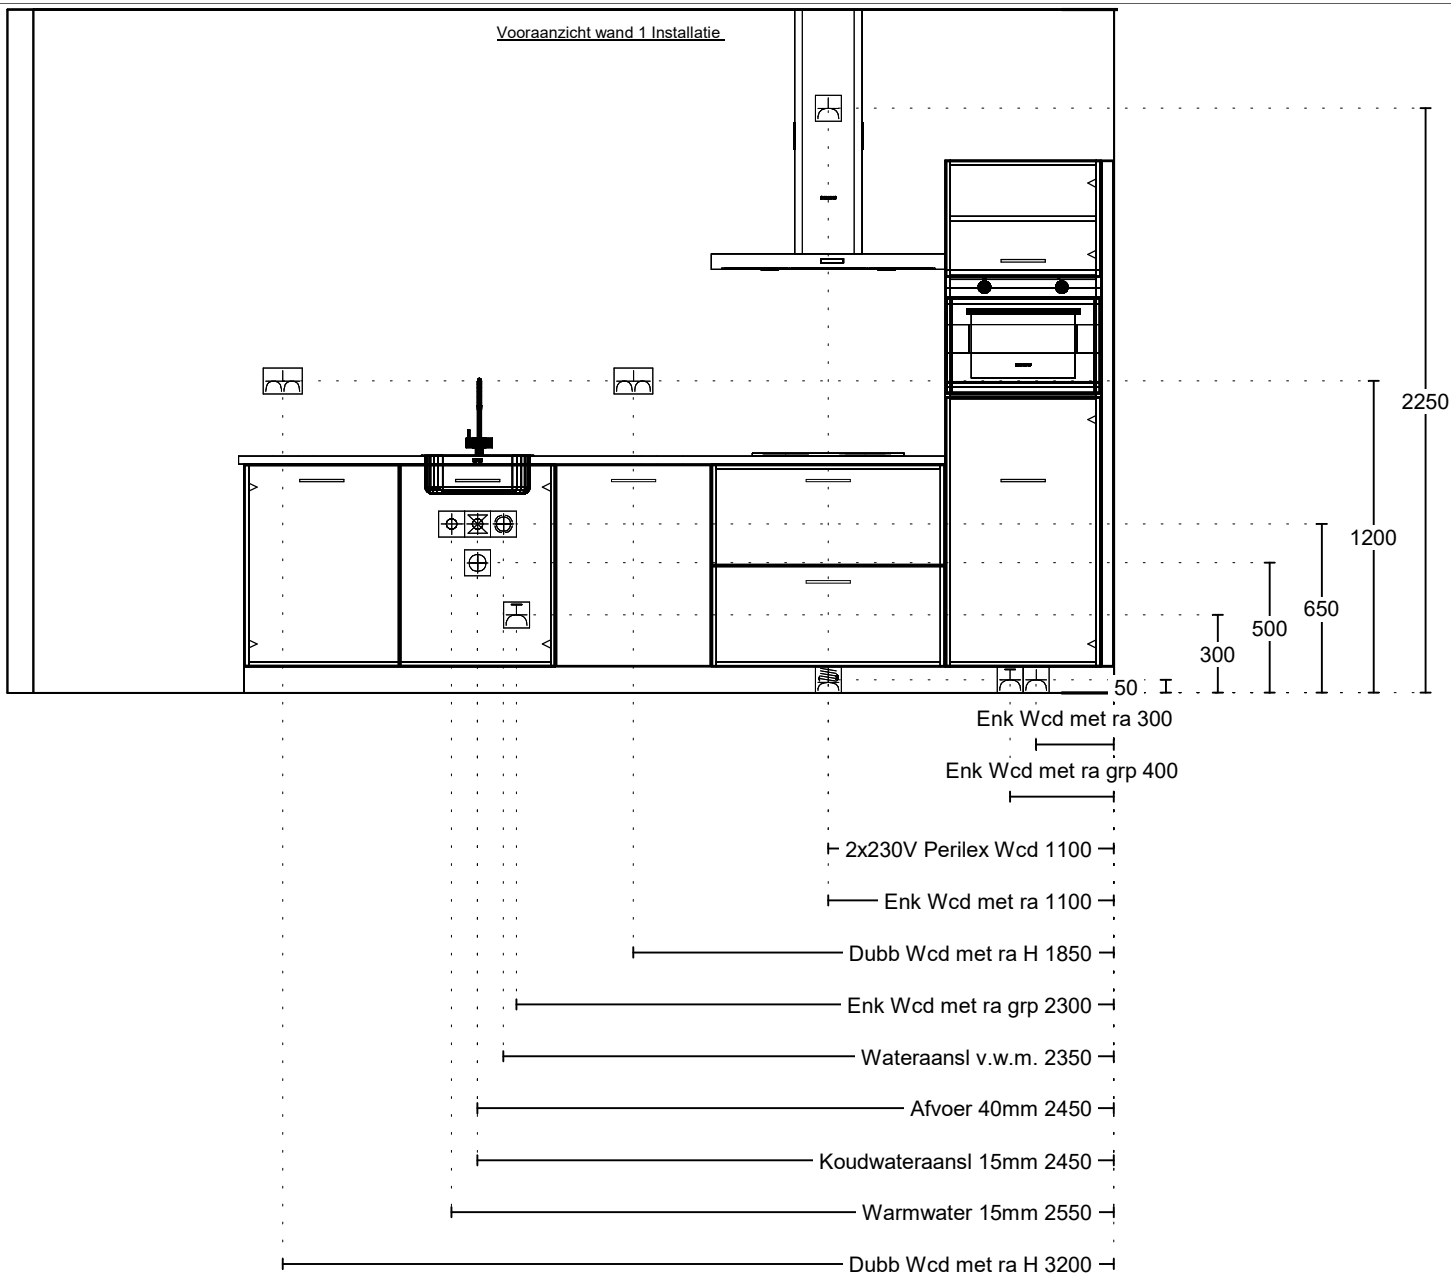 Vooraanzicht wand 1 Installatie
2250
1200
650
500
300
50
Enk Wcd met ra 300
Enk Wcd met ra grp 400
2x230V Perilex Wcd 1100
Enk Wcd met ra 1100
Dubb Wcd met ra H 1850
Enk Wcd met ra grp 2300
Wateraansl v.w.m. 2350
Afvoer 40mm 2450
Koudwateraansl 15mm 2450
Warmwater 15mm 2550
Dubb Wcd met ra H 3200